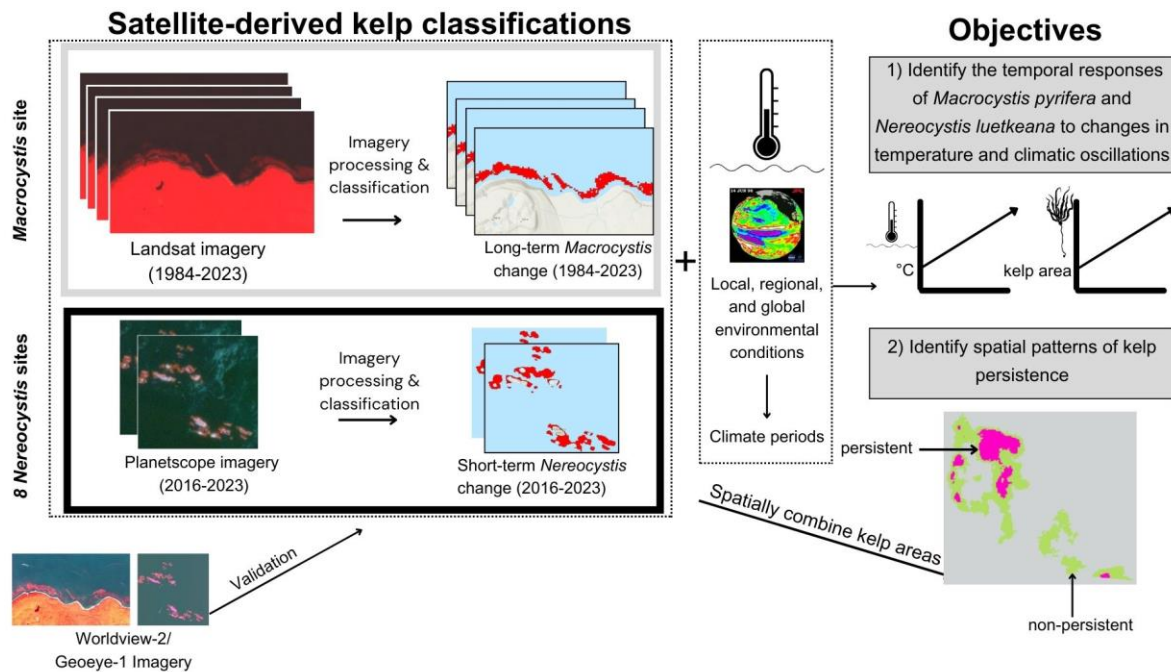 Satellite-derived kelp classifications
Objectives
Macrocystis site
Imagery
processing &
classification
Landsat imagery
(1984-2023)
Long-term Macrocystis
change (1984-2023)
8 Nereocystis sites
Imagery
processing &
classification
Planetscope imagery
(2016-2023)
Short-term Nereocystis
change (2016-2023)
Validation
Worldview-2/
Geoeye-1 Imagery
+
Local, regional,
and global
environmental
conditions
Climate periods
1) Identify the temporal responses
of Macrocystis pyrifera and
Nereocystis luetkeana to changes in
temperature and climatic oscillations
°C
kelp area
2) Identify spatial patterns of kelp
persistence
persistent
Spatially combine kelp areas
non-persistent